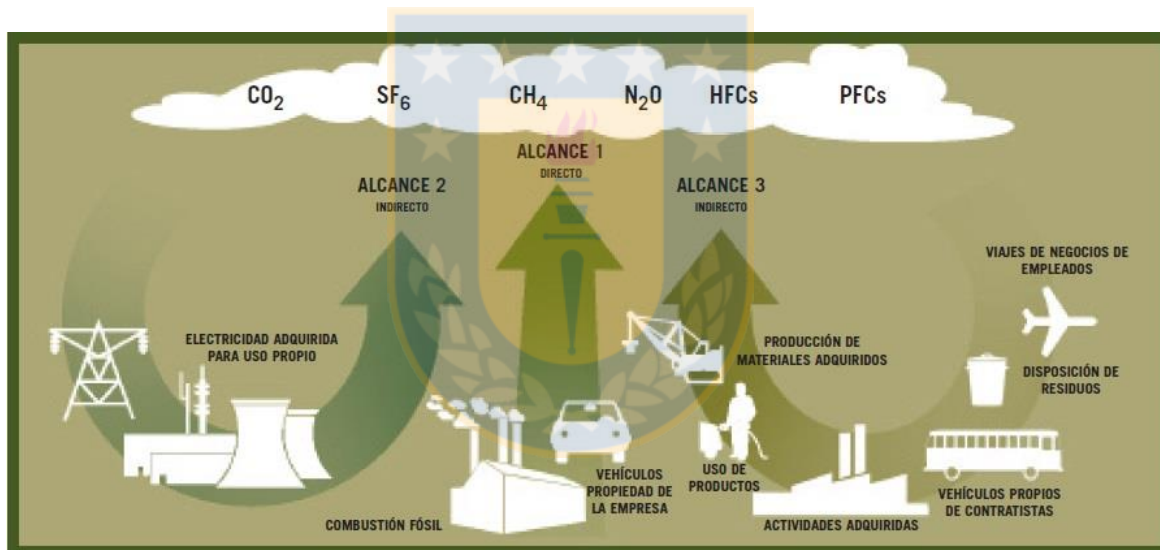 CO₂ SF₆ CH₄ N₂O HFCs PFCs
ALCANCE 1
DIRECTO
ALCANCE 2
INDIRECTO
ALCANCE 3
INDIRECTO
VIAJES DE NEGOCIOS DE
EMPLEADOS
ELECTRICIDAD ADQUIRIDA
PARA USO PROPIO
PRODUCCIÓN DE
MATERIALES ADQUIRIDOS
DISPOSICIÓN DE
RESIDUOS
COMBUSTIÓN FÓSIL
VEHÍCULOS
PROPIEDAD DE
LA EMPRESA
USO DE
PRODUCTOS
ACTIVIDADES ADQUIRIDAS
VEHÍCULOS PROPIOS
DE CONTRATISTAS